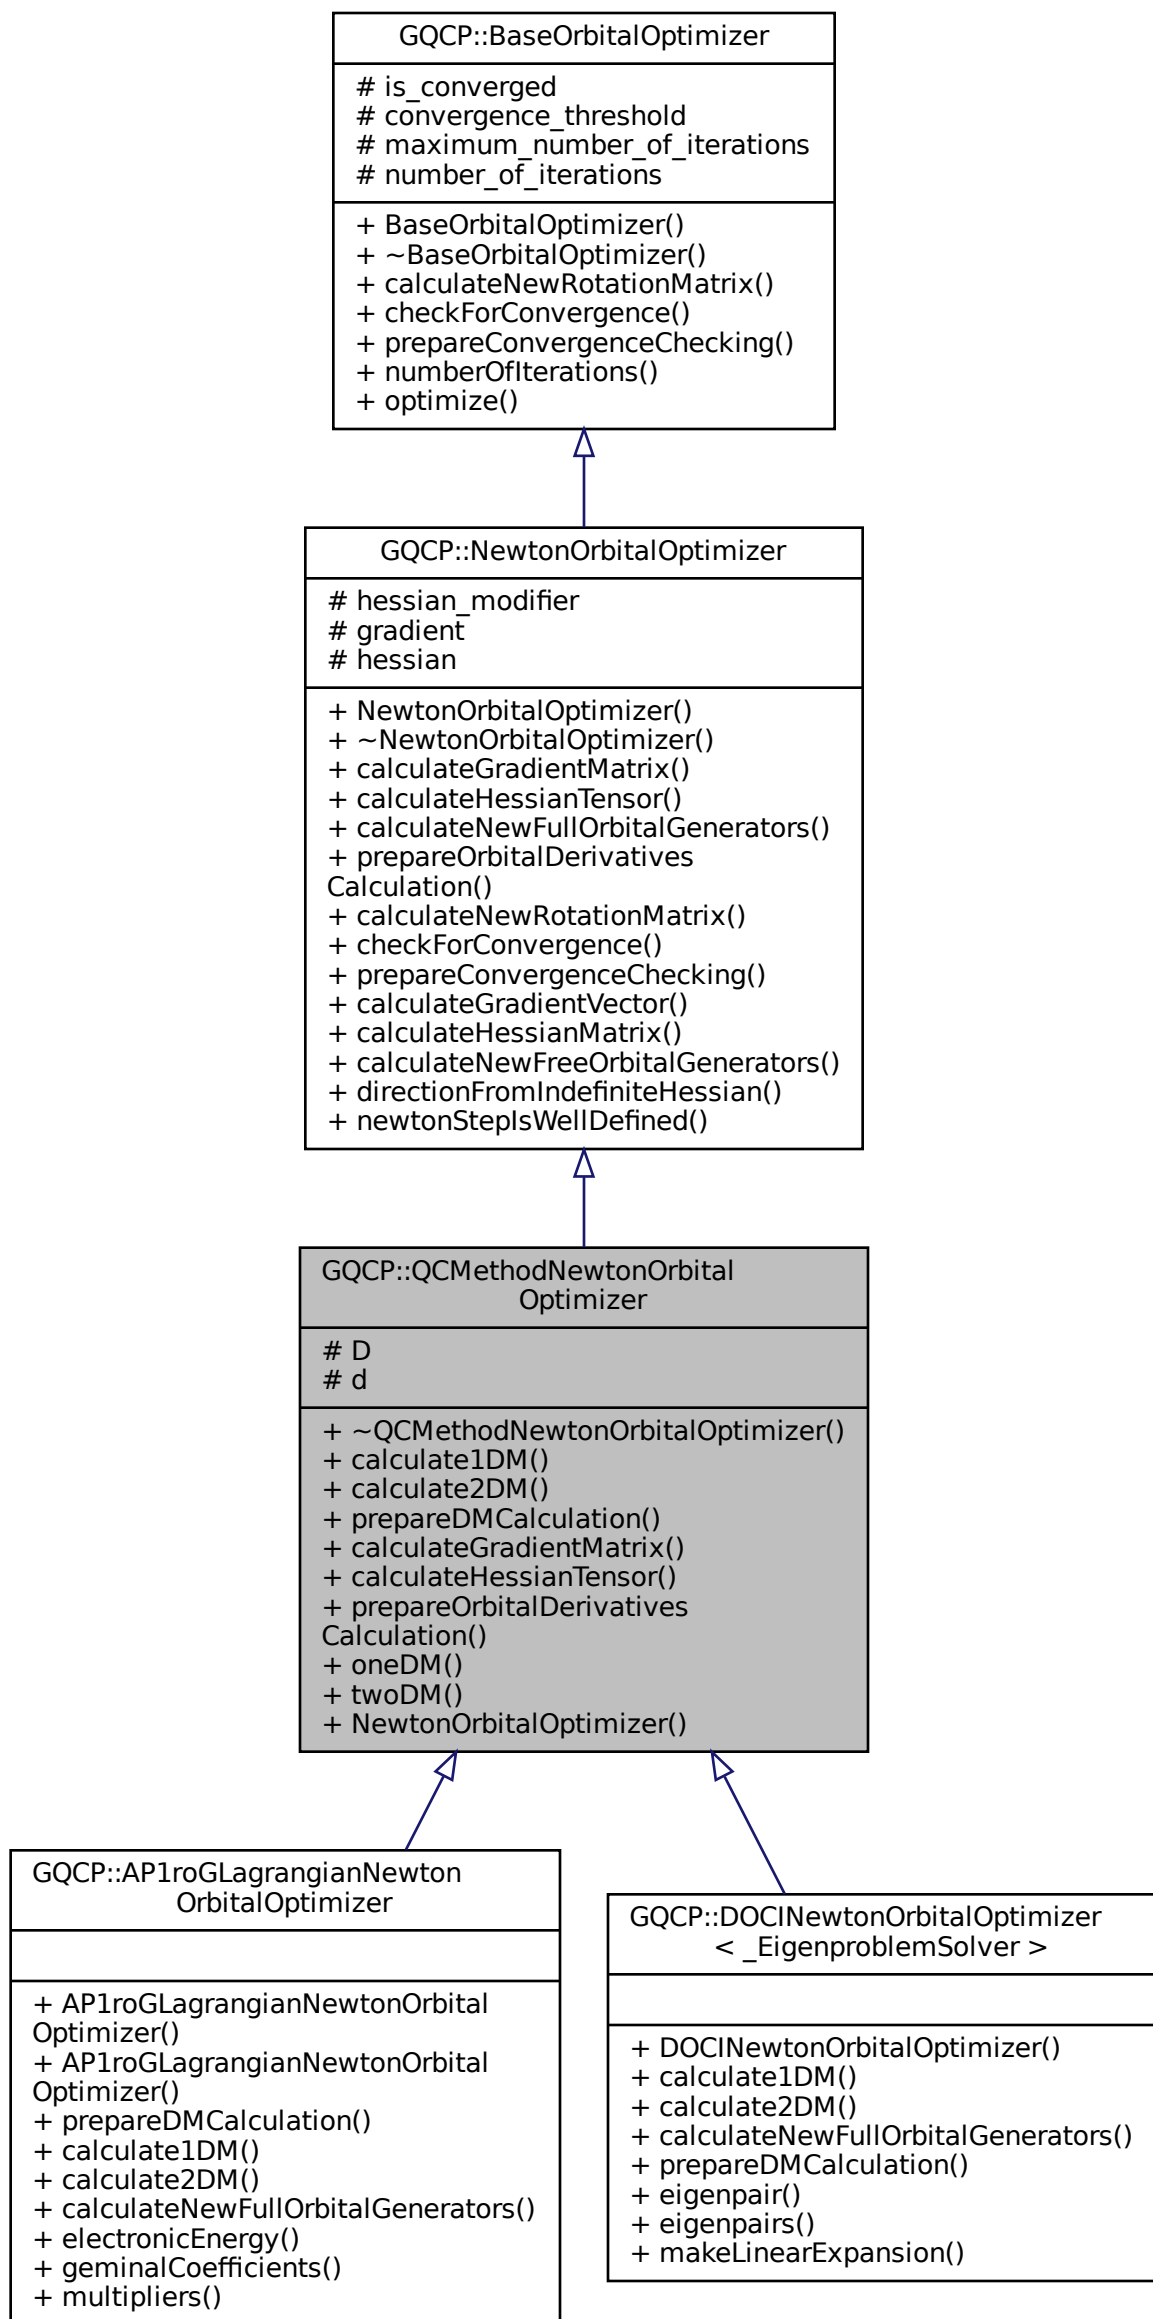 GQCP::BaseOrbitalOptimizer
# is_converged
# convergence_threshold
# maximum_number_of_iterations
# number_of_iterations
+ BaseOrbitalOptimizer()
+ ~BaseOrbitalOptimizer()
+ calculateNewRotationMatrix()
+ checkForConvergence()
+ prepareConvergenceChecking()
+ numberOfIterations()
+ optimize()
GQCP::NewtonOrbitalOptimizer
# hessian_modifier
# gradient
# hessian
+ NewtonOrbitalOptimizer()
+ ~NewtonOrbitalOptimizer()
+ calculateGradientMatrix()
+ calculateHessianTensor()
+ calculateNewFullOrbitalGenerators()
+ prepareOrbitalDerivatives
Calculation()
+ calculateNewRotationMatrix()
+ checkForConvergence()
+ prepareConvergenceChecking()
+ calculateGradientVector()
+ calculateHessianMatrix()
+ calculateNewFreeOrbitalGenerators()
+ directionFromIndefiniteHessian()
+ newtonStepIsWellDefined()
GQCP::QCMethodNewtonOrbital
Optimizer
# D
# d
+ ~QCMethodNewtonOrbitalOptimizer()
+ calculate1DM()
+ calculate2DM()
+ prepareDMCalculation()
+ calculateGradientMatrix()
+ calculateHessianTensor()
+ prepareOrbitalDerivatives
Calculation()
+ oneDM()
+ twoDM()
+ NewtonOrbitalOptimizer()
GQCP::AP1roGLagrangianNewton
OrbitalOptimizer
+ AP1roGLagrangianNewtonOrbital
Optimizer()
+ AP1roGLagrangianNewtonOrbital
Optimizer()
+ prepareDMCalculation()
+ calculate1DM()
+ calculate2DM()
+ calculateNewFullOrbitalGenerators()
+ electronicEnergy()
+ geminalCoefficients()
+ multipliers()
GQCP::DOCINewtonOrbitalOptimizer
< _EigenproblemSolver >
+ DOCINewtonOrbitalOptimizer()
+ calculate1DM()
+ calculate2DM()
+ calculateNewFullOrbitalGenerators()
+ prepareDMCalculation()
+ eigenpair()
+ eigenpairs()
+ makeLinearExpansion()